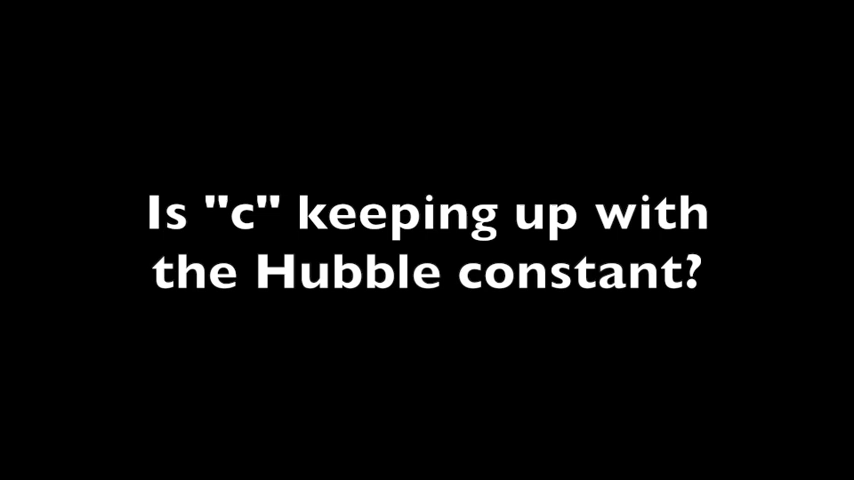 Is "c" keeping up with
the Hubble constant?